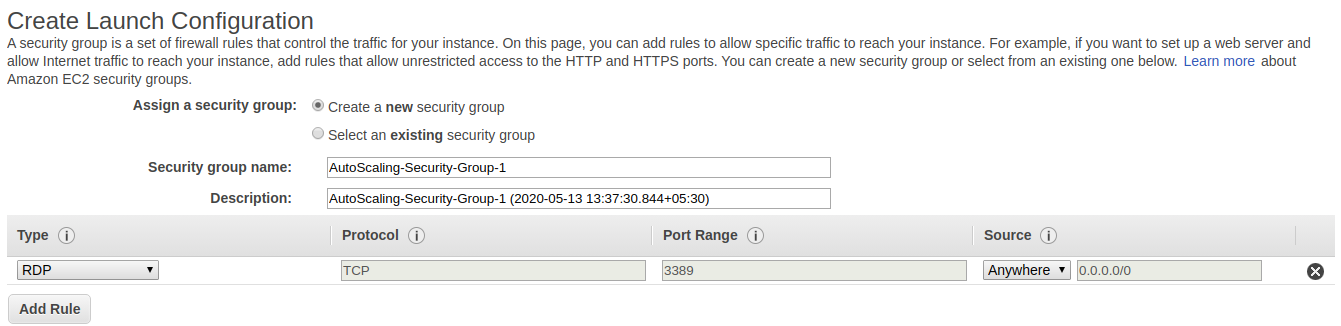 Create Launch Configuration
A security group is a set of firewall rules that control the traffic for your instance. On this page, you can add rules to allow specific traffic to reach your instance. For example, if you want to set up a web server and
allow Internet traffic to reach your instance, add rules that allow unrestricted access to the HTTP and HTTPS ports. You can create a new security group or select from an existing one below. Learn more about
Amazon EC2 security groups.
Assign a security group: Create a new security group
Select an existing security group
Security group name: AutoScaling-Security-Group-1
Description: AutoScaling-Security-Group-1 (2020-05-13 13:37:30.844+05:30)
Type i Protocol i Port Range i Source i
RDP TCP 3389 Anywhere 0.0.0.0/0
Add Rule